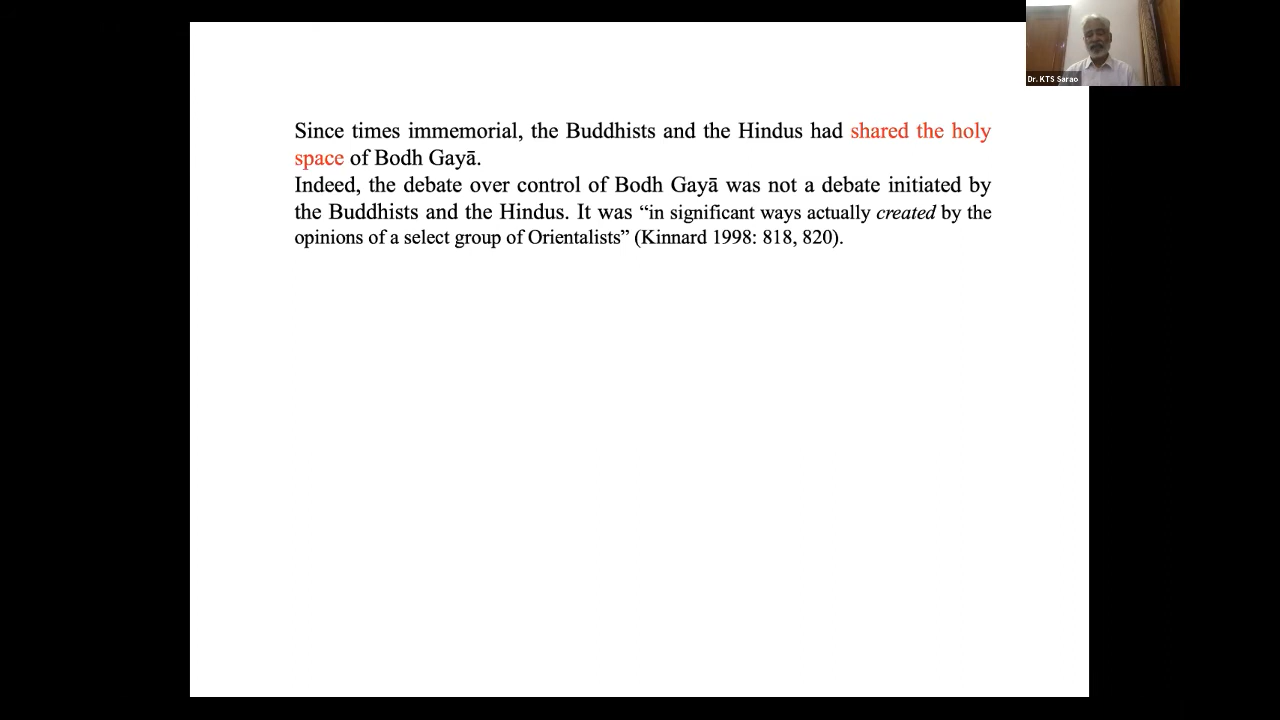 Dr. KTS Sarao
Since times immemorial, the Buddhists and the Hindus had shared the holy
space of Bodh Gayā.
Indeed, the debate over control of Bodh Gayā was not a debate initiated by
the Buddhists and the Hindus. It was “in significant ways actually created by the
opinions of a select group of Orientalists” (Kinnard 1998: 818, 820).